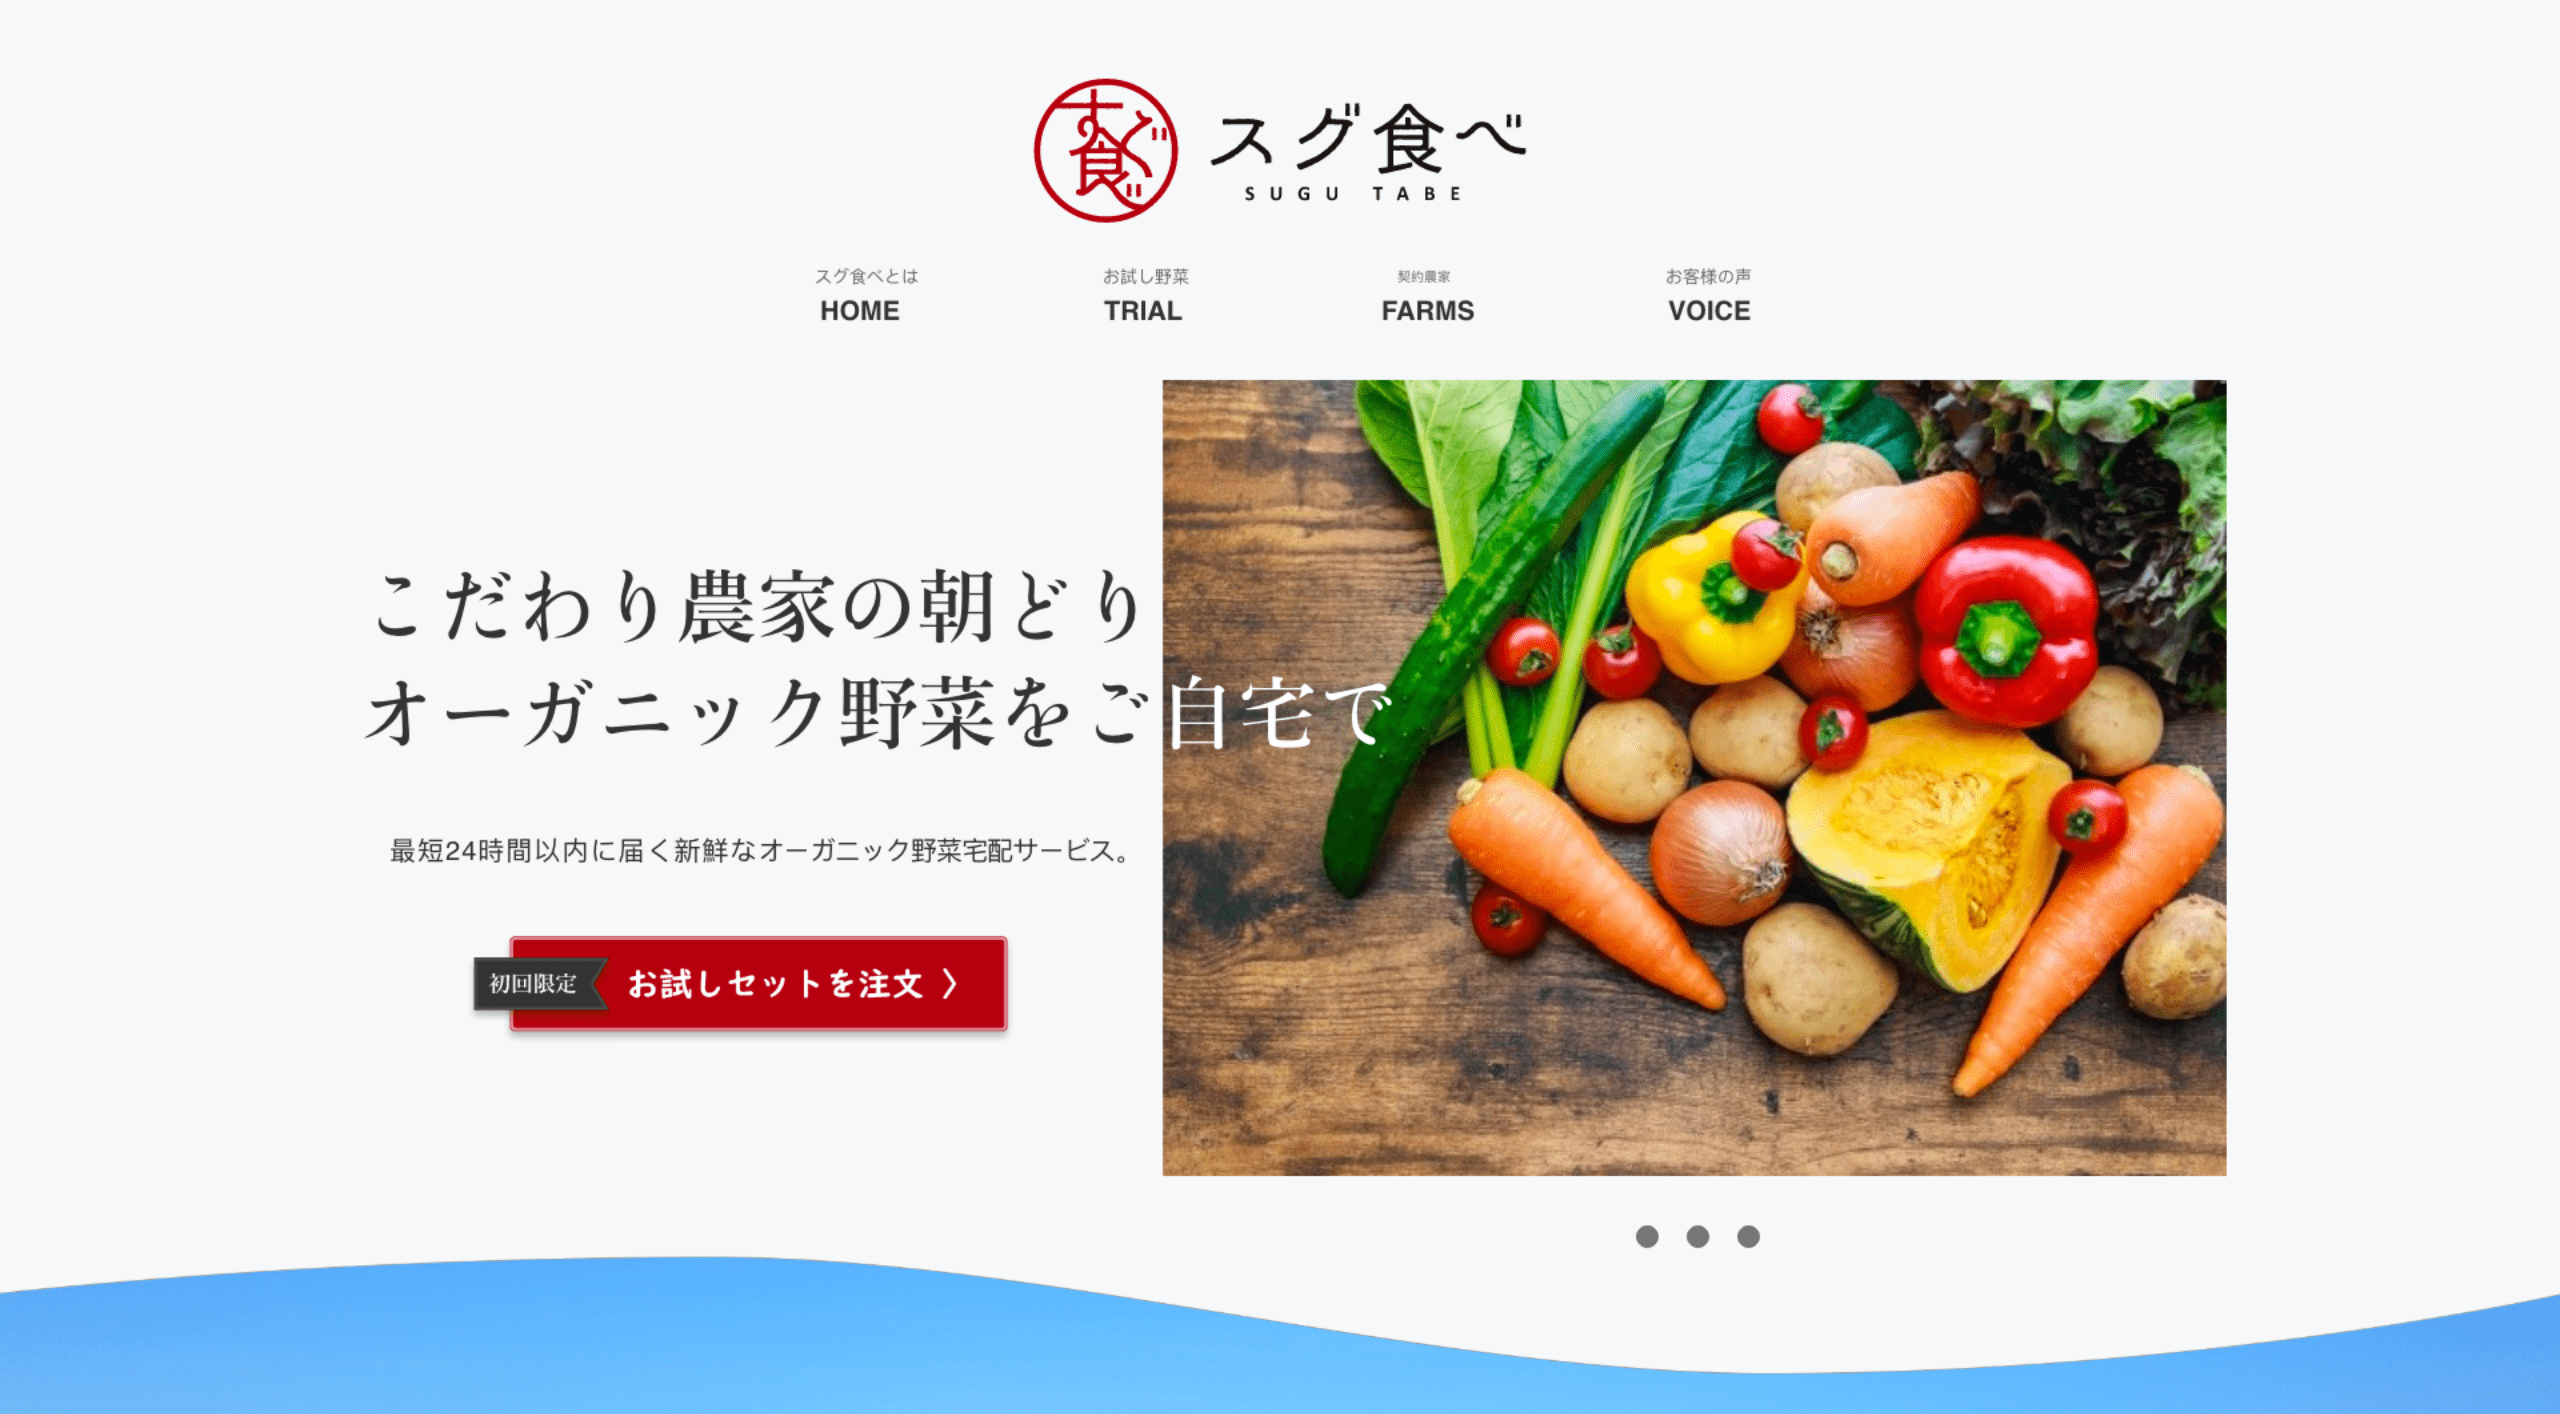 すぐ食べ
スグ食べ
SUGU TABE
スグ食べとは
HOME
お試し野菜
TRIAL
契約農家
FARMS
お客様の声
VOICE
こだわり農家の朝どり
オーガニック野菜をご自宅で
最短24時間以内に届く新鮮なオーガニック野菜宅配サービス。
初回限定
お試しセットを注文 〉